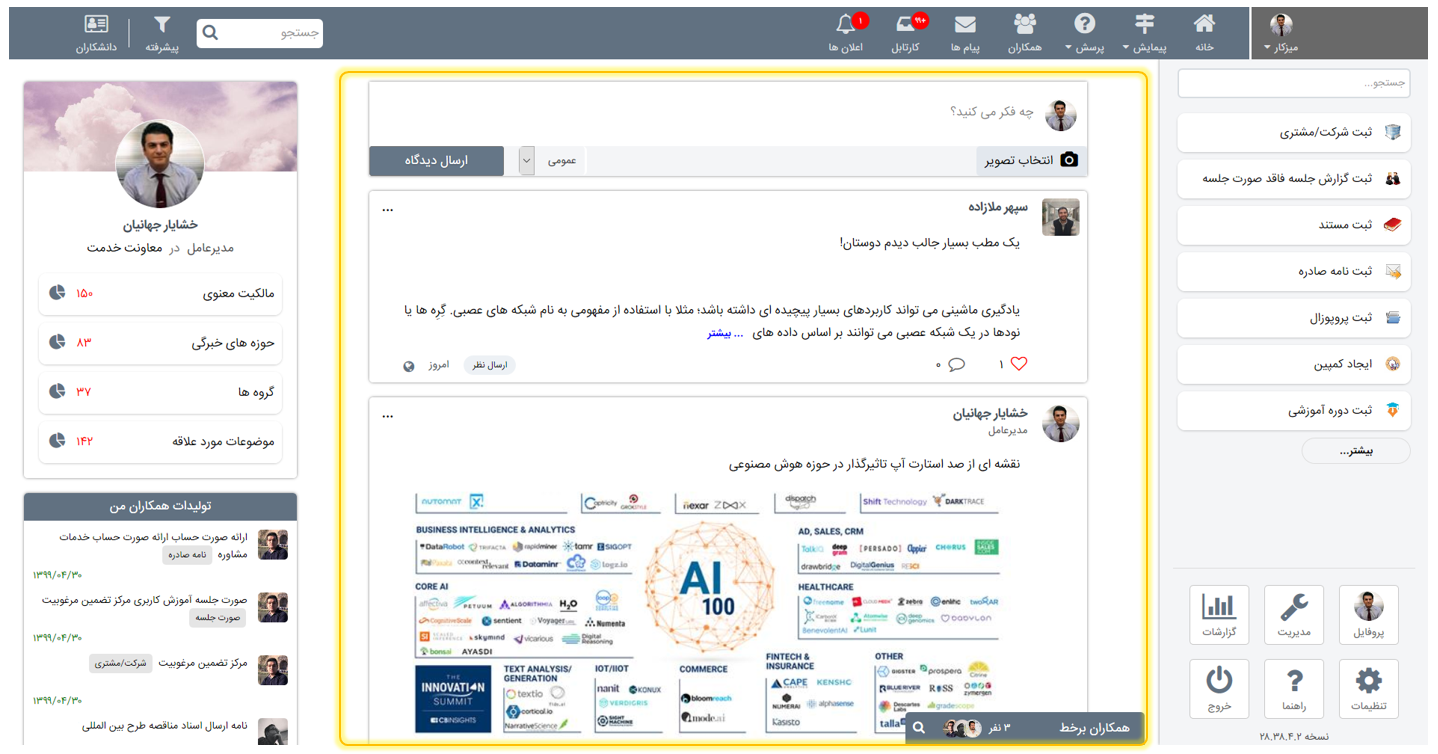 میزکار
خانه
پیمایش
پرسش
همکاران
پیام ها
کارتابل
+۹۹
اعلان ها
۱
جستجو
پیشرفته
دانشکاران
جستجو...
ثبت شرکت/مشتری
ثبت گزارش جلسه فاقد صورت جلسه
ثبت مستند
ثبت نامه صادره
ثبت پروپوزال
ایجاد کمپین
ثبت دوره آموزشی
بیشتر...
پروفایل
مدیریت
گزارشات
تنظیمات
راهنما
خروج
نسخه ۲۸.۳۸.۴.۲
چه فکر می کنید؟
انتخاب تصویر
عمومی
ارسال دیدگاه
سپهر ملازاده
...
یک مطب بسیار جالب دیدم دوستان!
یادگیری ماشینی می تواند کاربردهای بسیار پیچیده ای داشته باشد؛ مثلا با استفاده از مفهومی به نام شبکه های عصبی. گره ها یا
نودها در یک شبکه عصبی می توانند بر اساس داده های ... بیشتر
۱
۰
ارسال نظر
امروز
خشایار جهانیان
...
مدیرعامل
نقشه ای از صد استارت آپ تاثیرگذار در حوزه هوش مصنوعی
AUTOMAT
Captricity
nexar
dispatch
Shift Technology
DARKTRACE
BUSINESS INTELLIGENCE & ANALYTICS
DataRobot
TRIFACTA
rapidminer
tamr
SIGOPT
Paxata
context relevant
Dataminr
logz.io
AD, SALES, CRM
TalkIQ
deep gram
[PERSADO]
Appier
CHORUS
drawbridge
DigitalGenius
CORE AI
affectiva
PETUUM
ALGORITHMIA
H₂O
CognitiveScale
sentient
Voyager
Numenta
skymind
vicarious
Digital Reasoning
bonsai
AYASDI
AI
100
HEALTHCARE
zebra
enlitic
twoXAR
deep genomics
BABYLON
BenevolentAI
THE
INNOVATI4N
SUMMIT
CBINSIGHTS
TEXT ANALYSIS/
GENERATION
textio
cortical.io
NarrativeScience
IOT/IIOT
nanit
KONUX
VERDIGRIS
SIGHT MACHINE
COMMERCE
bloomreach
mode.ai
FINTECH &
INSURANCE
CAPE
KENSHC
NUMERAI
alphasense
kasisto
OTHER
prospera
BLUE RIVER
ROSS
zymergen
Descartes Labs
gradescope
talla
همکاران برخط
۳ نفر
خشایار جهانیان
مدیرعامل در معاونت خدمت
مالکیت معنوی ۱۵۰
حوزه های خبرگی ۸۳
گروه ها ۳۷
موضوعات مورد علاقه ۱۴۲
تولیدات همکاران من
ارائه صورت حساب ارائه صورت حساب خدمات
مشاوره نامه صادره
۱۳۹۹/۰۴/۳۰
صورت جلسه آموزش کاربری مرکز تضمین مرغوبیت
صورت جلسه
۱۳۹۹/۰۴/۳۰
مرکز تضمین مرغوبیت شرکت/مشتری
۱۳۹۹/۰۴/۳۰
نامه ارسال اسناد مناقصه طرح بین المللی